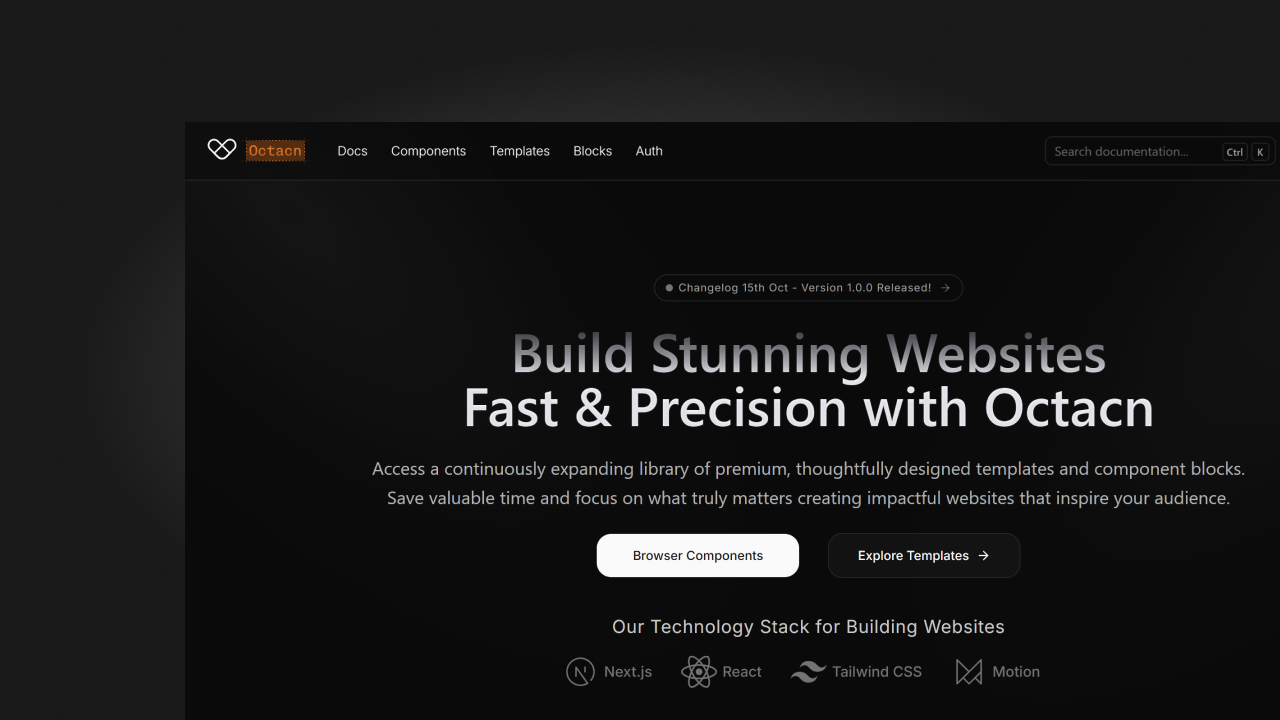 Octacn Docs Components Templates Blocks Auth Search documentation... Ctrl K
Changelog 15th Oct - Version 1.0.0 Released!
Build Stunning Websites
Fast & Precision with Octacn
Access a continuously expanding library of premium, thoughtfully designed templates and component blocks.
Save valuable time and focus on what truly matters creating impactful websites that inspire your audience.
Browser Components Explore Templates →
Our Technology Stack for Building Websites
Next.js React Tailwind CSS Motion